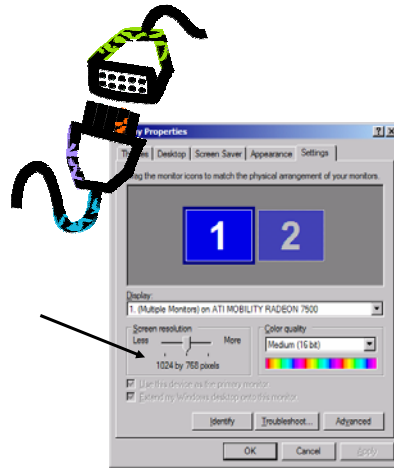 Properties
Desktop Screen Saver Appearance Settings
the monitor icons to match the physical arrangement of your monitors.
1 2
Display
1. (Multiple Monitors) on ATI MOBILITY RADEON 7500
Screen resolution
Less More
1024 by 768 pixels
Color quality
Medium (16 bit)
Use this device as the primary monitor.
Extend my Windows desktop onto this monitor.
Identify Troubleshoot... Advanced
OK Cancel Apply